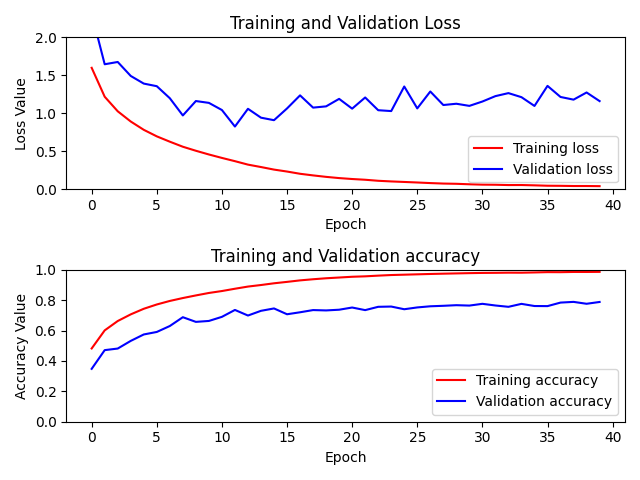 Training and Validation Loss
2.0
1.5
1.0
0.5
0.0
Loss Value
Training loss
Validation loss
0 5 10 15 20 25 30 35 40
Epoch
Training and Validation accuracy
1.0
0.8
0.6
0.4
0.2
0.0
Accuracy Value
Training accuracy
Validation accuracy
0 5 10 15 20 25 30 35 40
Epoch